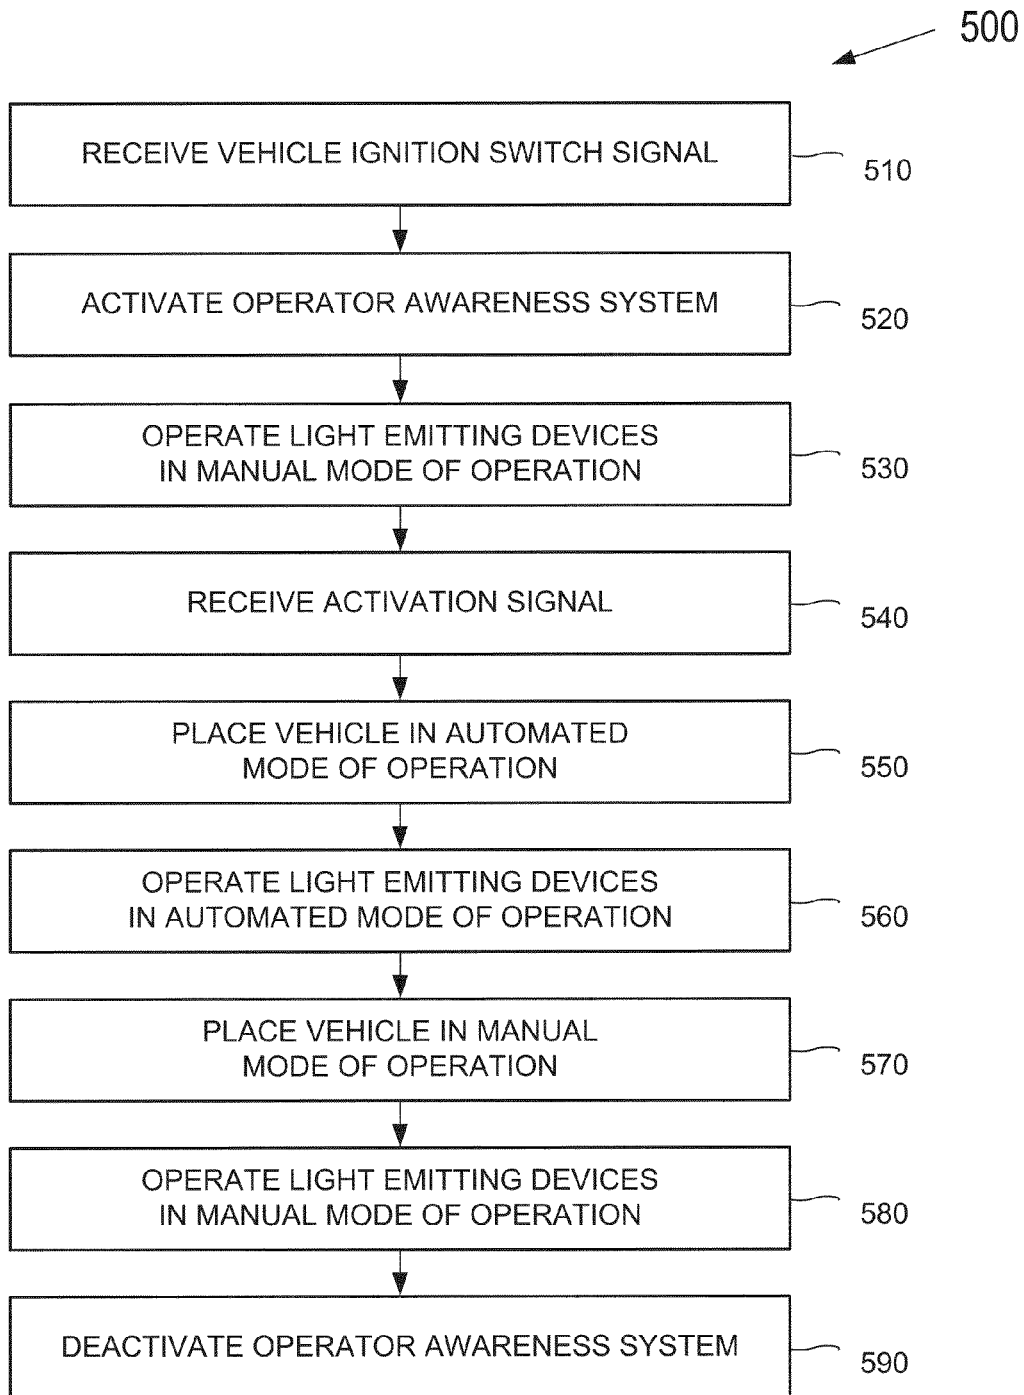 500
RECEIVE VEHICLE IGNITION SWITCH SIGNAL
510
ACTIVATE OPERATOR AWARENESS SYSTEM
520
OPERATE LIGHT EMITTING DEVICES
IN MANUAL MODE OF OPERATION
530
RECEIVE ACTIVATION SIGNAL
540
PLACE VEHICLE IN AUTOMATED
MODE OF OPERATION
550
OPERATE LIGHT EMITTING DEVICES
IN AUTOMATED MODE OF OPERATION
560
PLACE VEHICLE IN MANUAL
MODE OF OPERATION
570
OPERATE LIGHT EMITTING DEVICES
IN MANUAL MODE OF OPERATION
580
DEACTIVATE OPERATOR AWARENESS SYSTEM
590